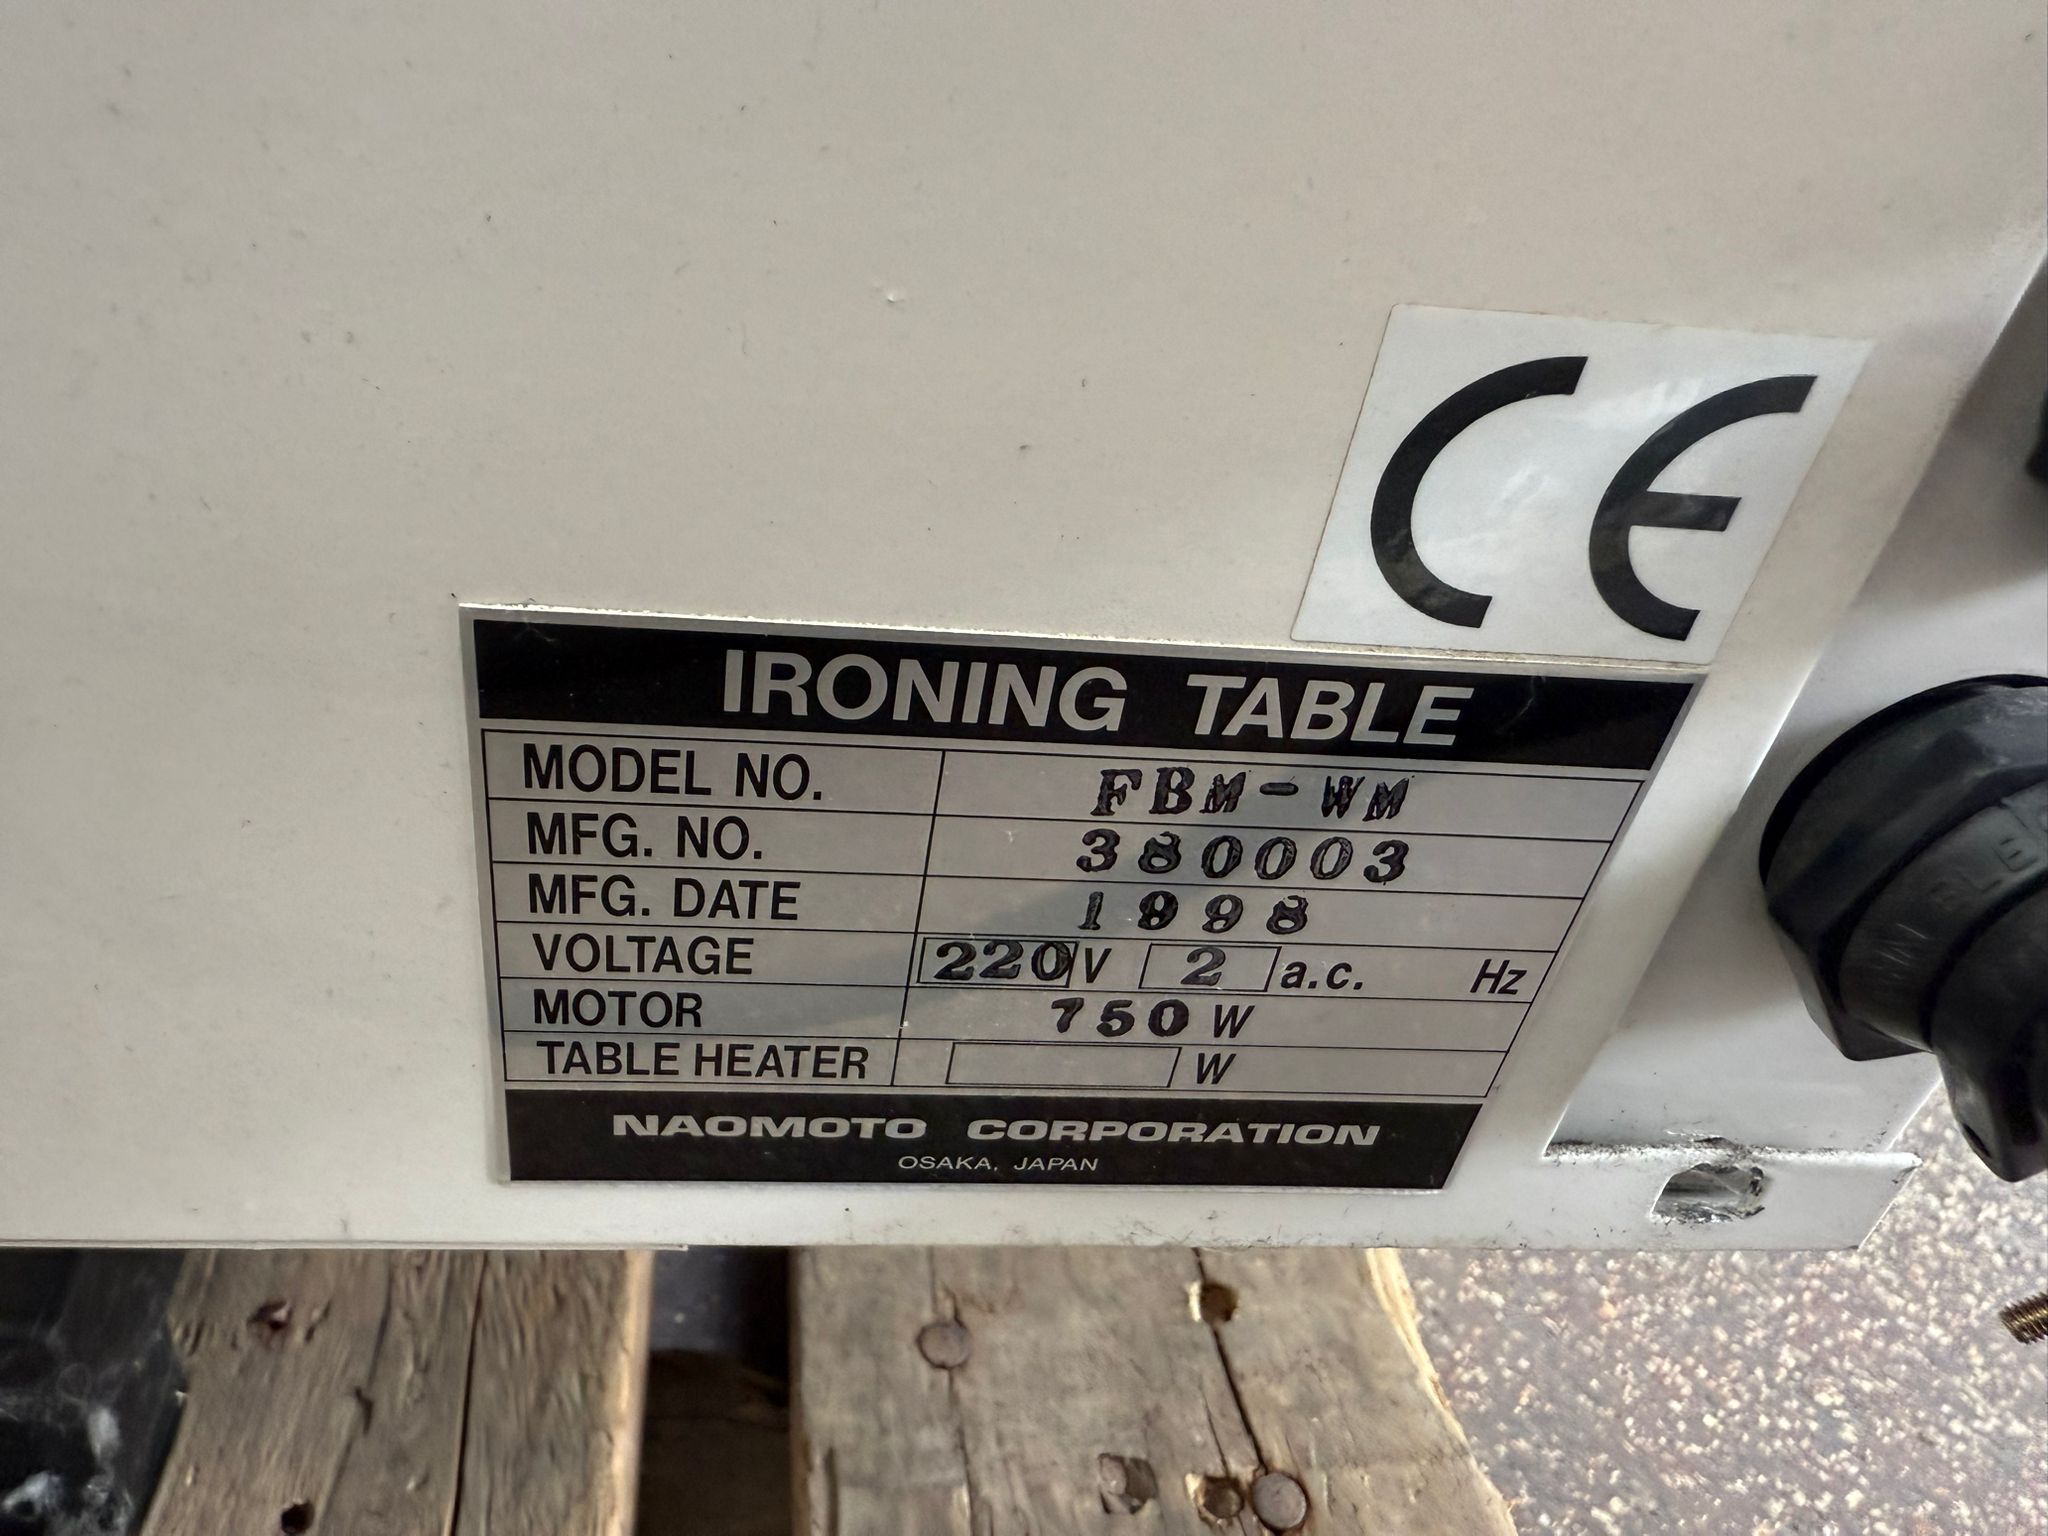 CE
IRONING TABLE
MODEL NO. FBM-WM
MFG. NO. 380003
MFG. DATE 1998
VOLTAGE 220 V 2 a.c. Hz
MOTOR 750 W
TABLE HEATER W
NAOMOTO CORPORATION
OSAKA, JAPAN